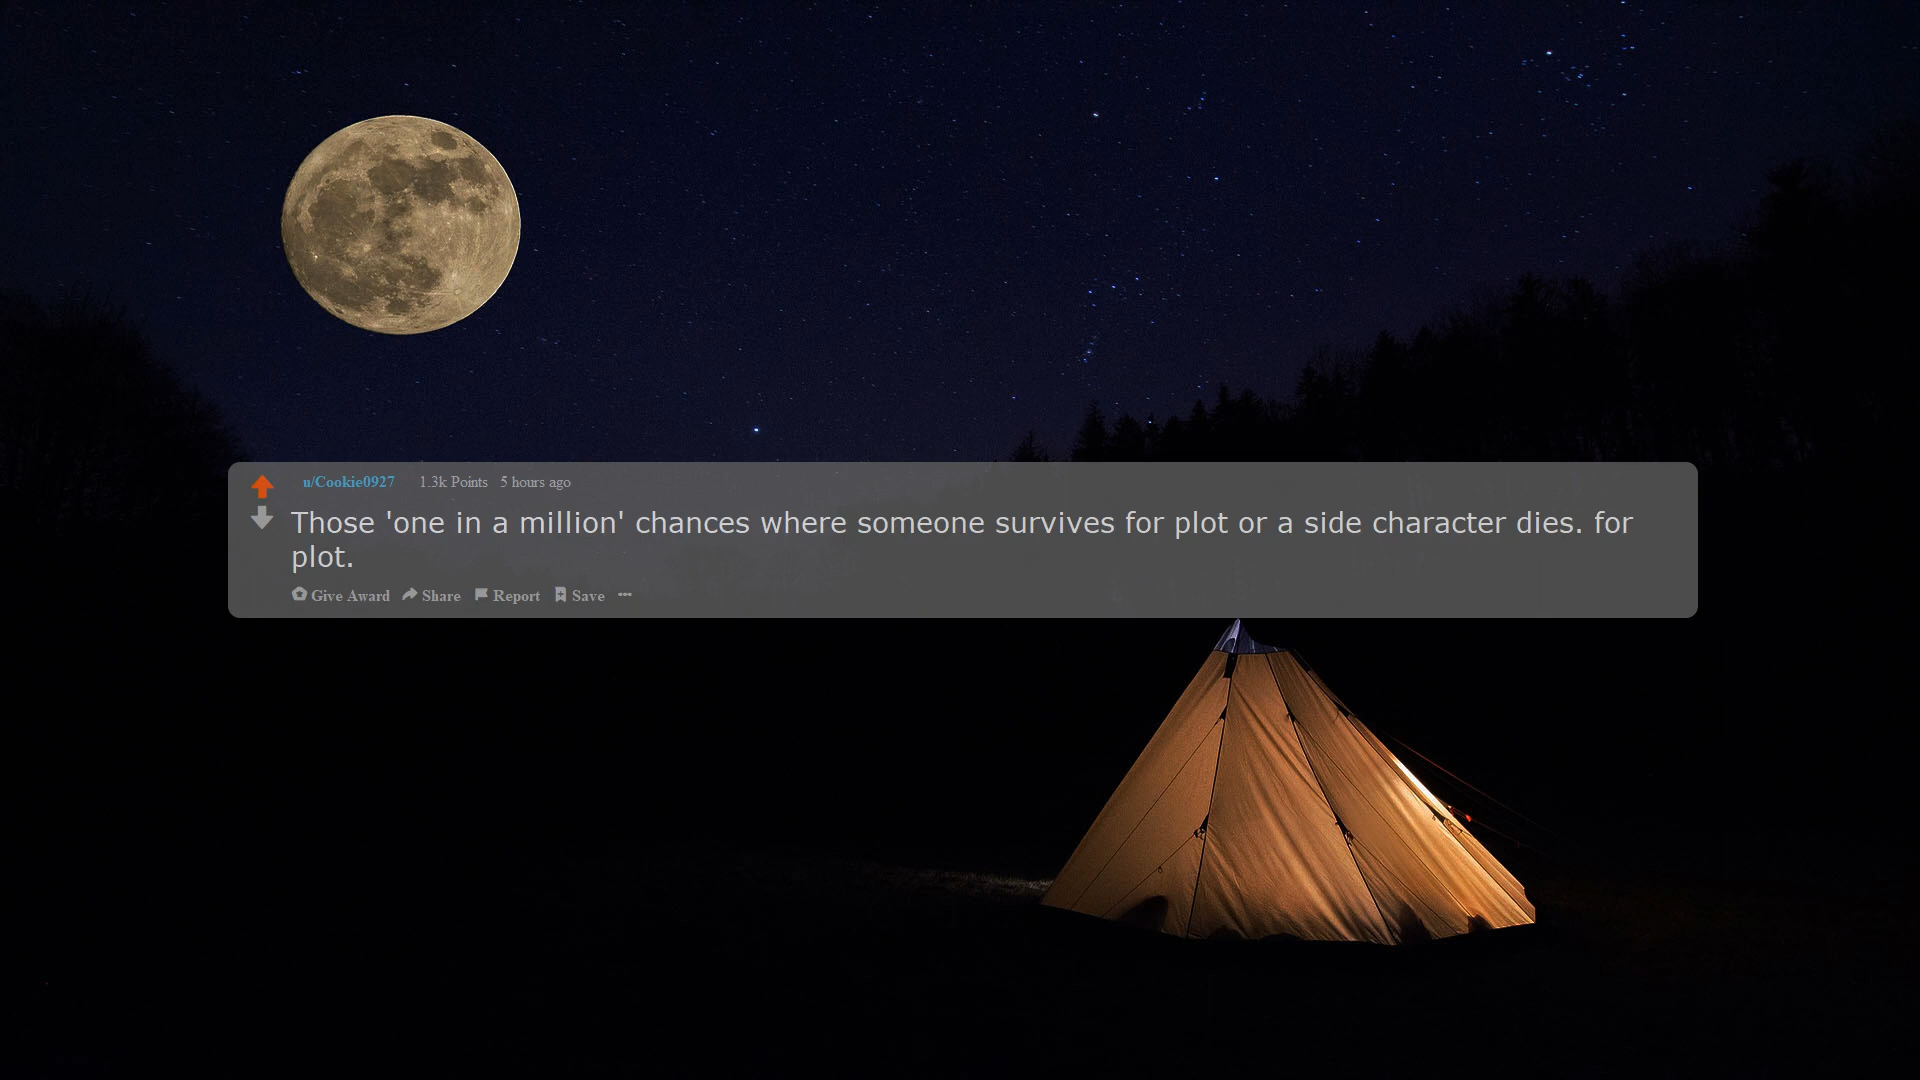 u/Cookie0927 1.3k Points 5 hours ago
Those 'one in a million' chances where someone survives for plot or a side character dies. for
plot.
Give Award Share Report Save